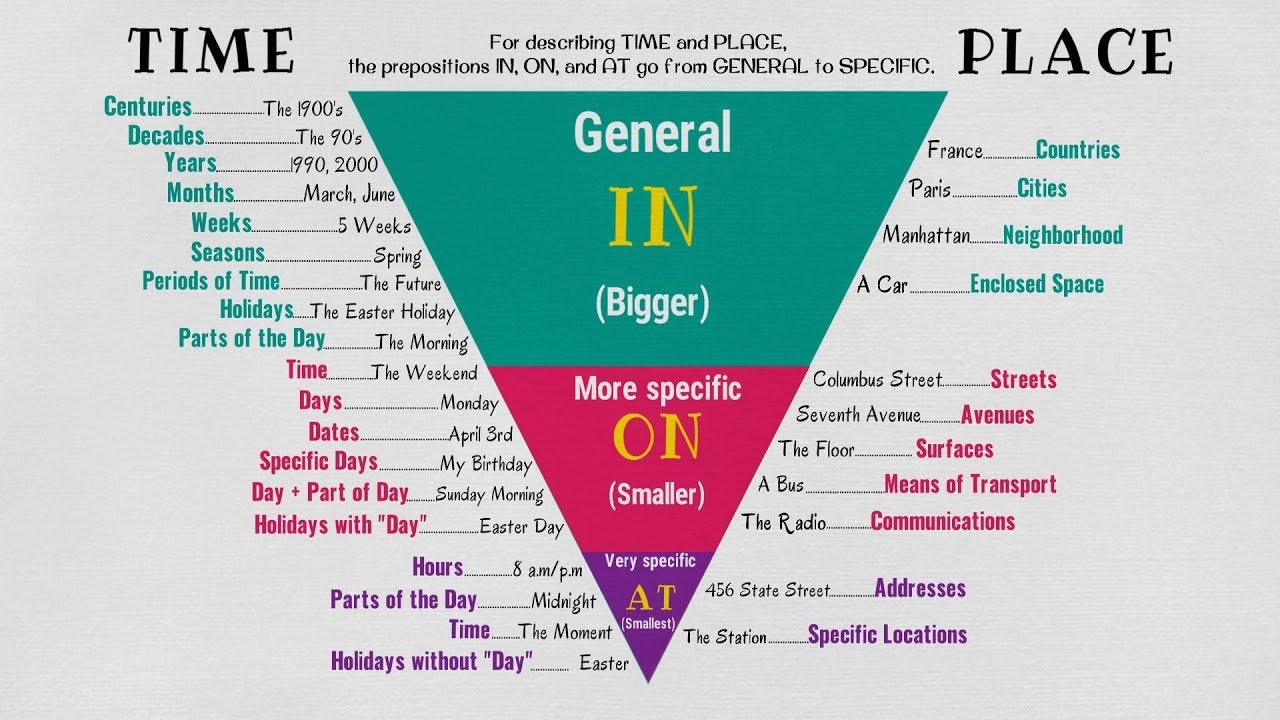 TIME
For describing TIME and PLACE,
the prepositions IN, ON, and AT go from GENERAL to SPECIFIC.
PLACE
Centuries The 1900's
Decades The 90's
Years 1990, 2000
Months March, June
Weeks 5 Weeks
Seasons Spring
Periods of Time The Future
Holidays The Easter Holiday
Parts of the Day The Morning
Time The Weekend
Days Monday
Dates April 3rd
Specific Days My Birthday
Day + Part of Day Sunday Morning
Holidays with "Day" Easter Day
Hours 8 a.m/p.m
Parts of the Day Midnight
Time The Moment
Holidays without "Day" Easter
General
IN
(Bigger)
More specific
ON
(Smaller)
Very specific
AT
(Smallest)
France Countries
Paris Cities
Manhattan Neighborhood
A Car Enclosed Space
Columbus Street Streets
Seventh Avenue Avenues
The Floor Surfaces
A Bus Means of Transport
The Radio Communications
456 State Street Addresses
The Station Specific Locations